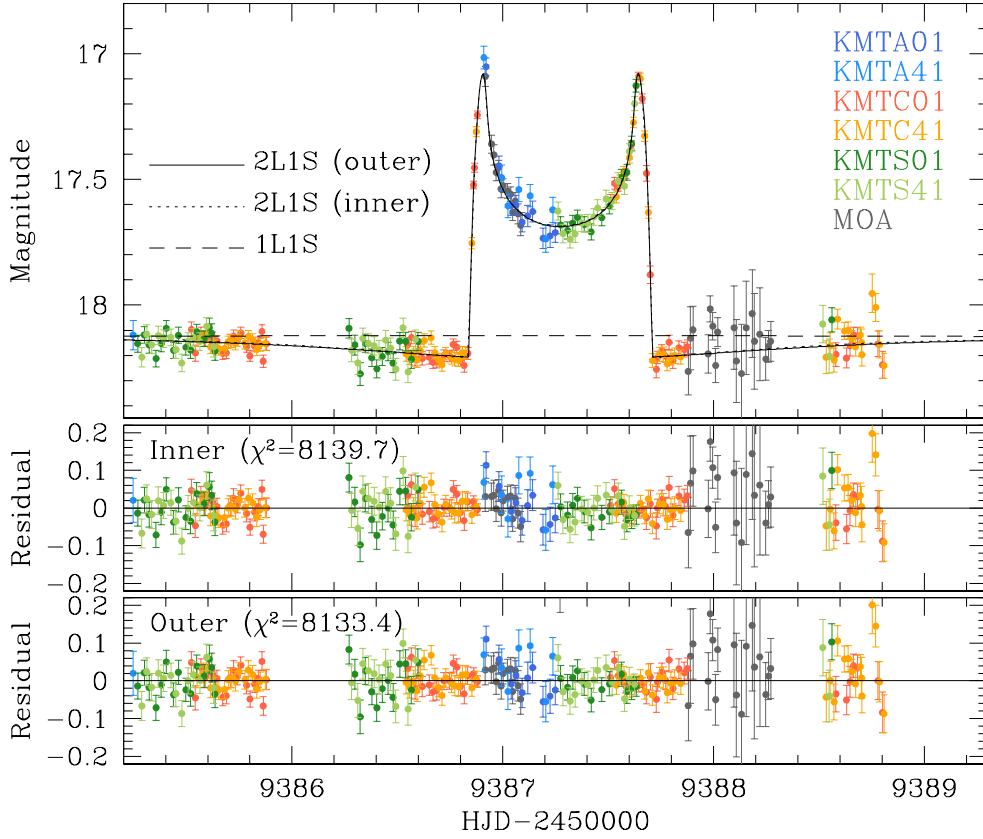 17
17.5
18
Magnitude
2L1S (outer)
2L1S (inner)
1L1S
KMTA01
KMTA41
KMTC01
KMTC41
KMTS01
KMTS41
MOA
0.2
0.1
0
−0.1
−0.2
Residual
Inner (χ²=8139.7)
0.2
0.1
0
−0.1
−0.2
Residual
Outer (χ²=8133.4)
9386
9387
9388
9389
HJD−2450000